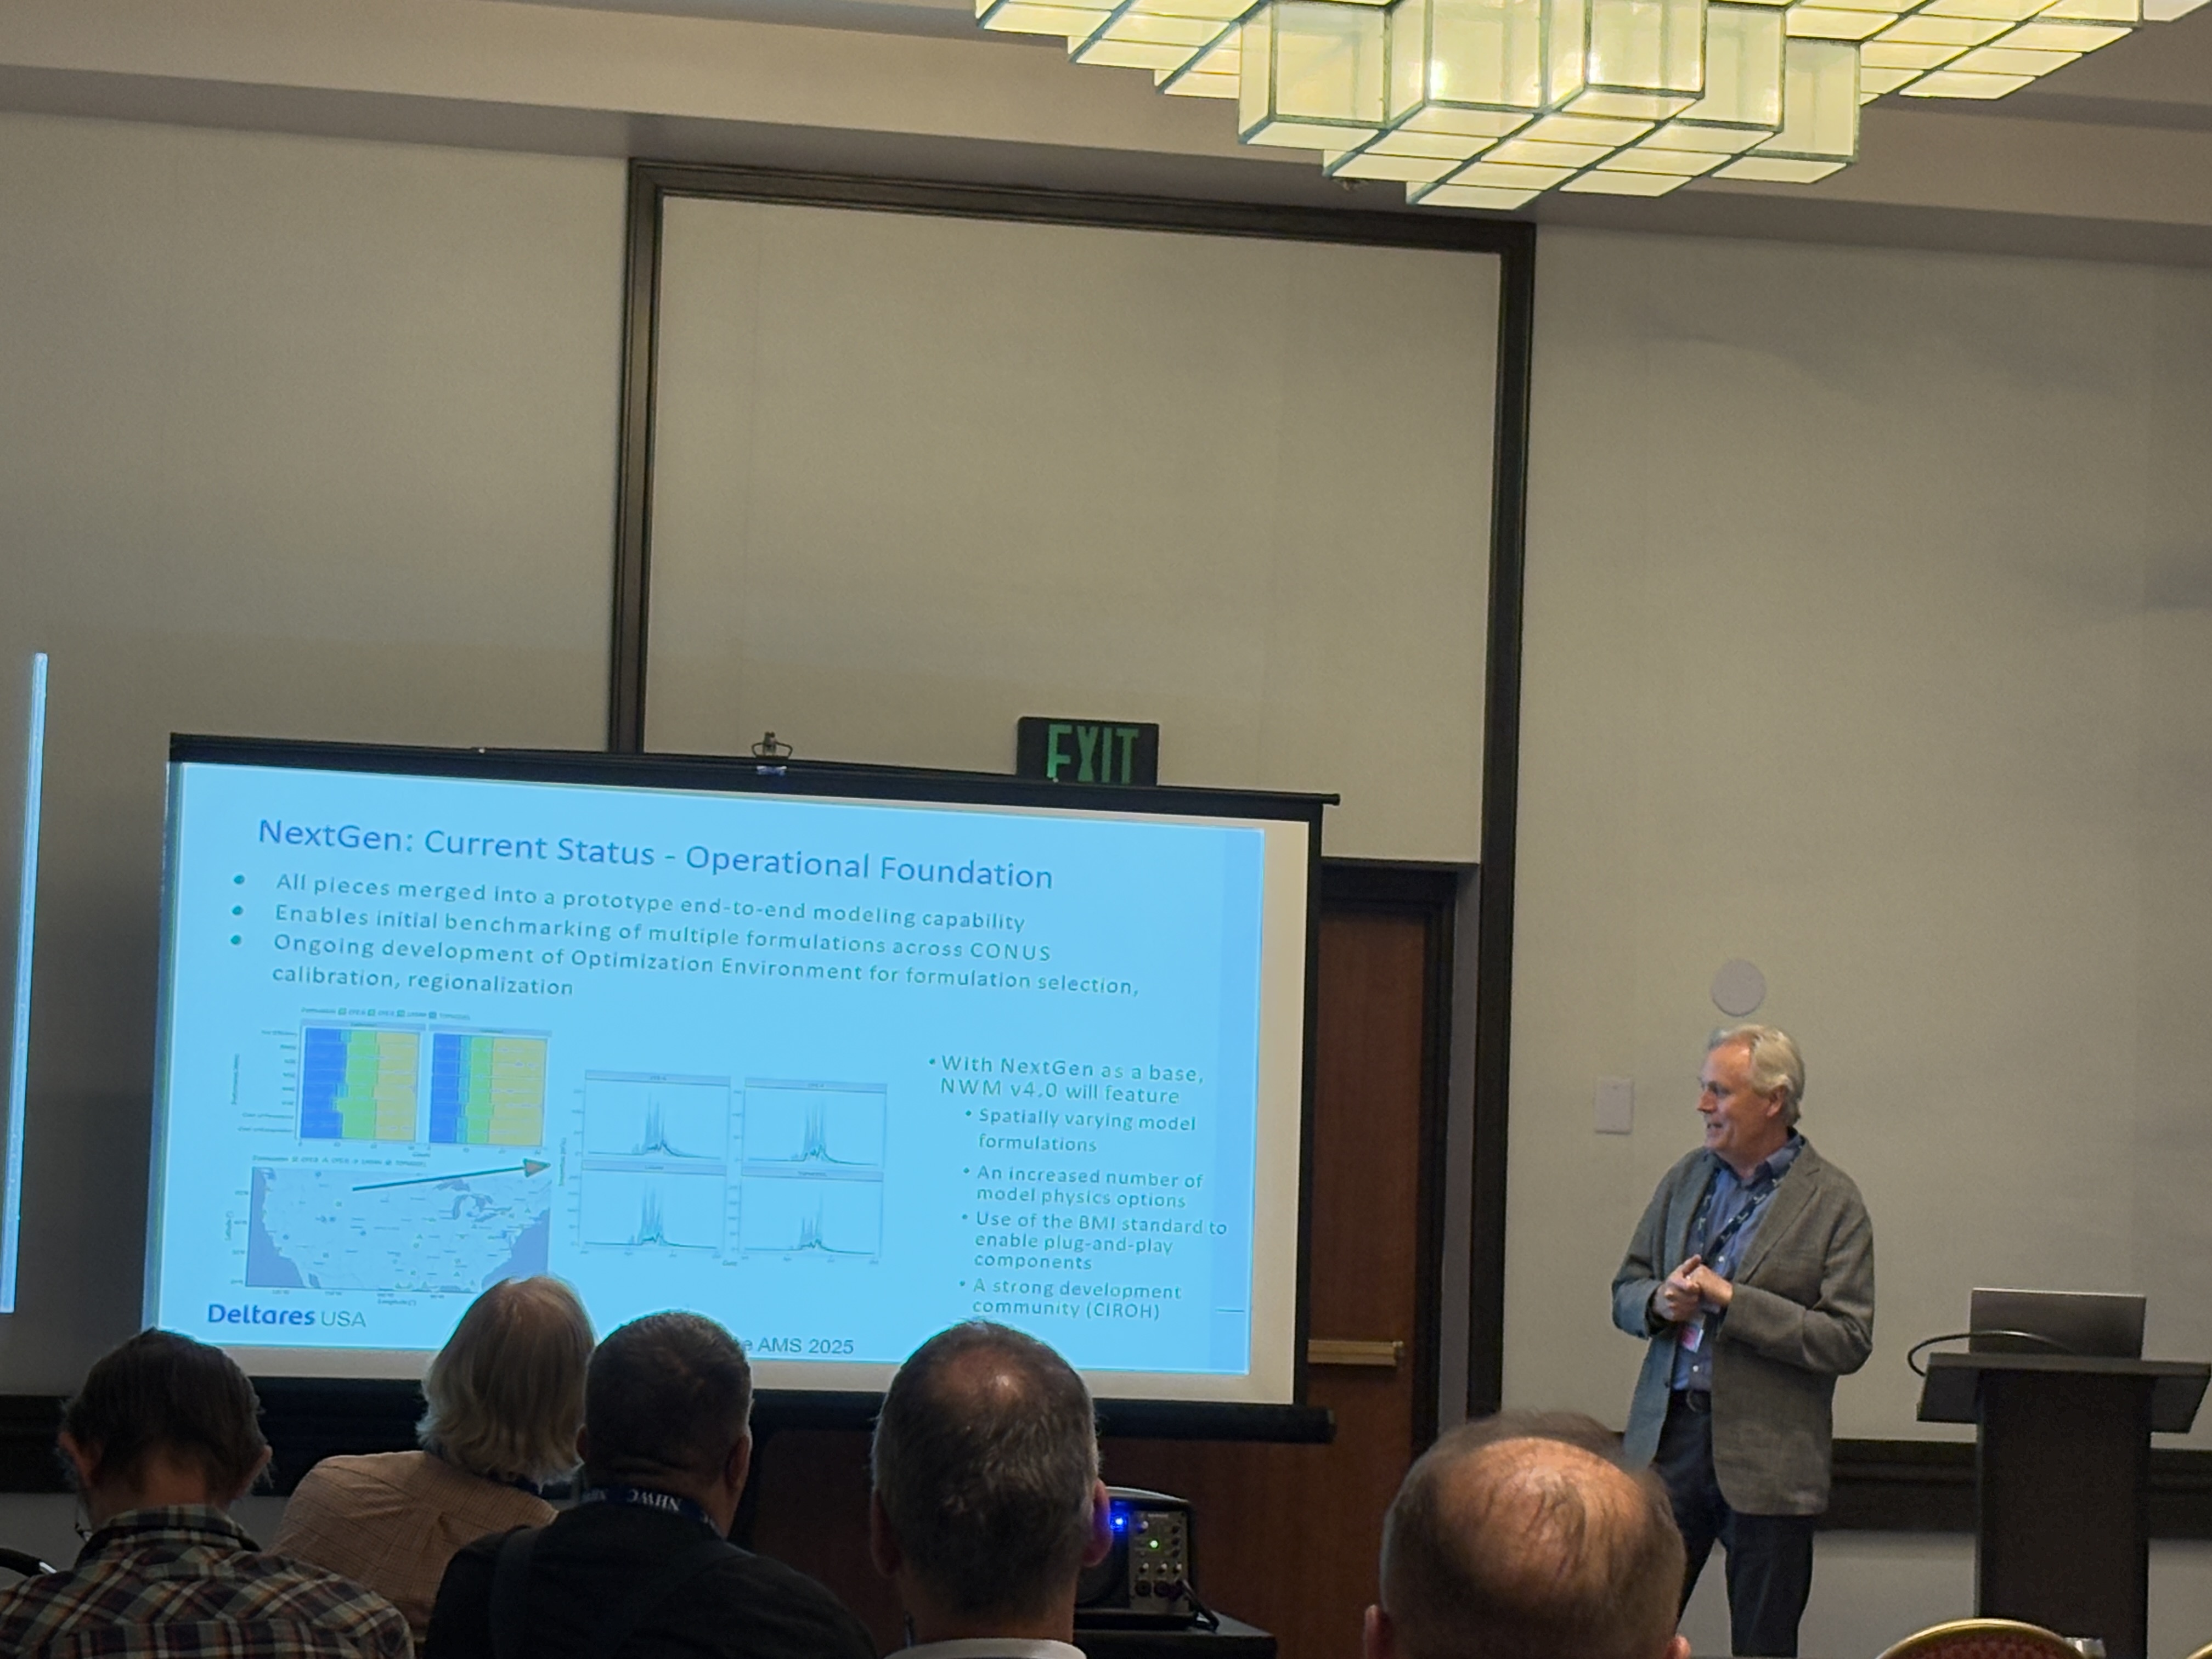 EXIT
NextGen: Current Status - Operational Foundation
All pieces merged into a prototype end-to-end modeling capability
Enables initial benchmarking of multiple formulations across CONUS
Ongoing development of Optimization Environment for formulation selection,
calibration, regionalization
• With NextGen as a base,
NWM v4.0 will feature
• Spatially varying model
formulations
• An increased number of
model physics options
• Use of the BMI standard to
enable plug-and-play
components
• A strong development
community (CIROH)
Deltares USA
AMS 2025
NHWC